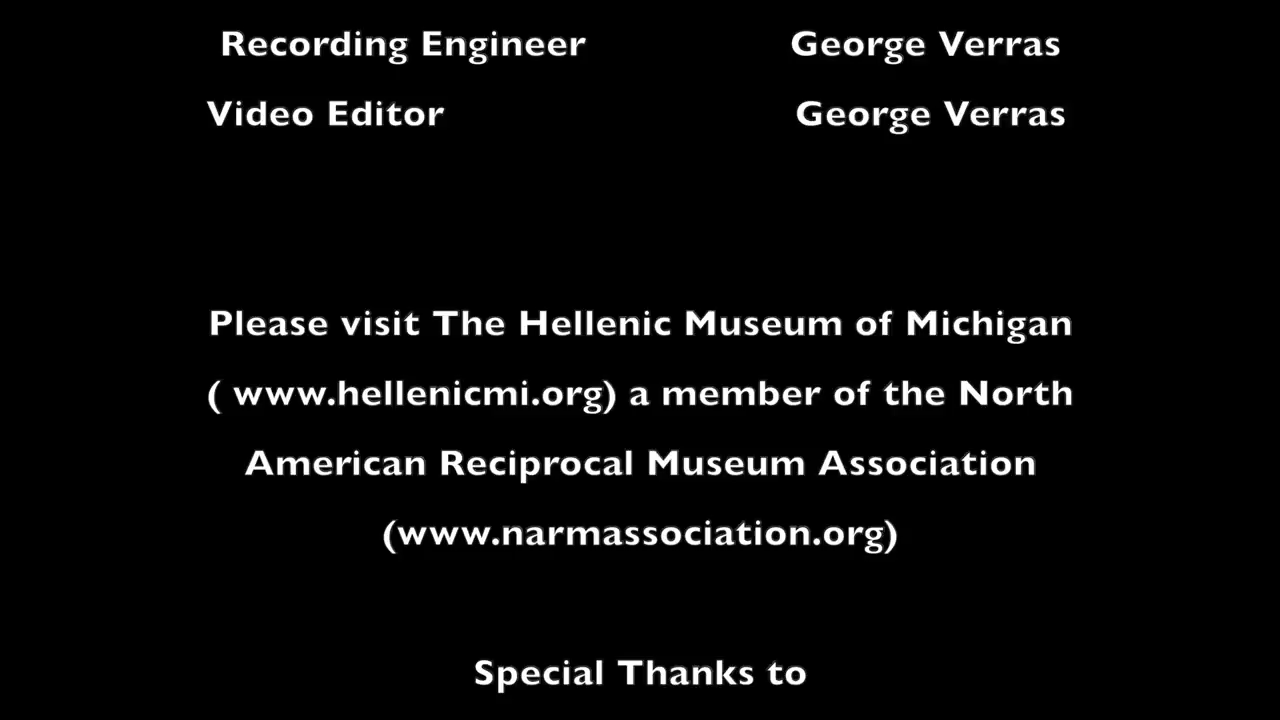 Recording Engineer George Verras
Video Editor George Verras
Please visit The Hellenic Museum of Michigan
( www.hellenicmi.org) a member of the North
American Reciprocal Museum Association
(www.narmassociation.org)
Special Thanks to